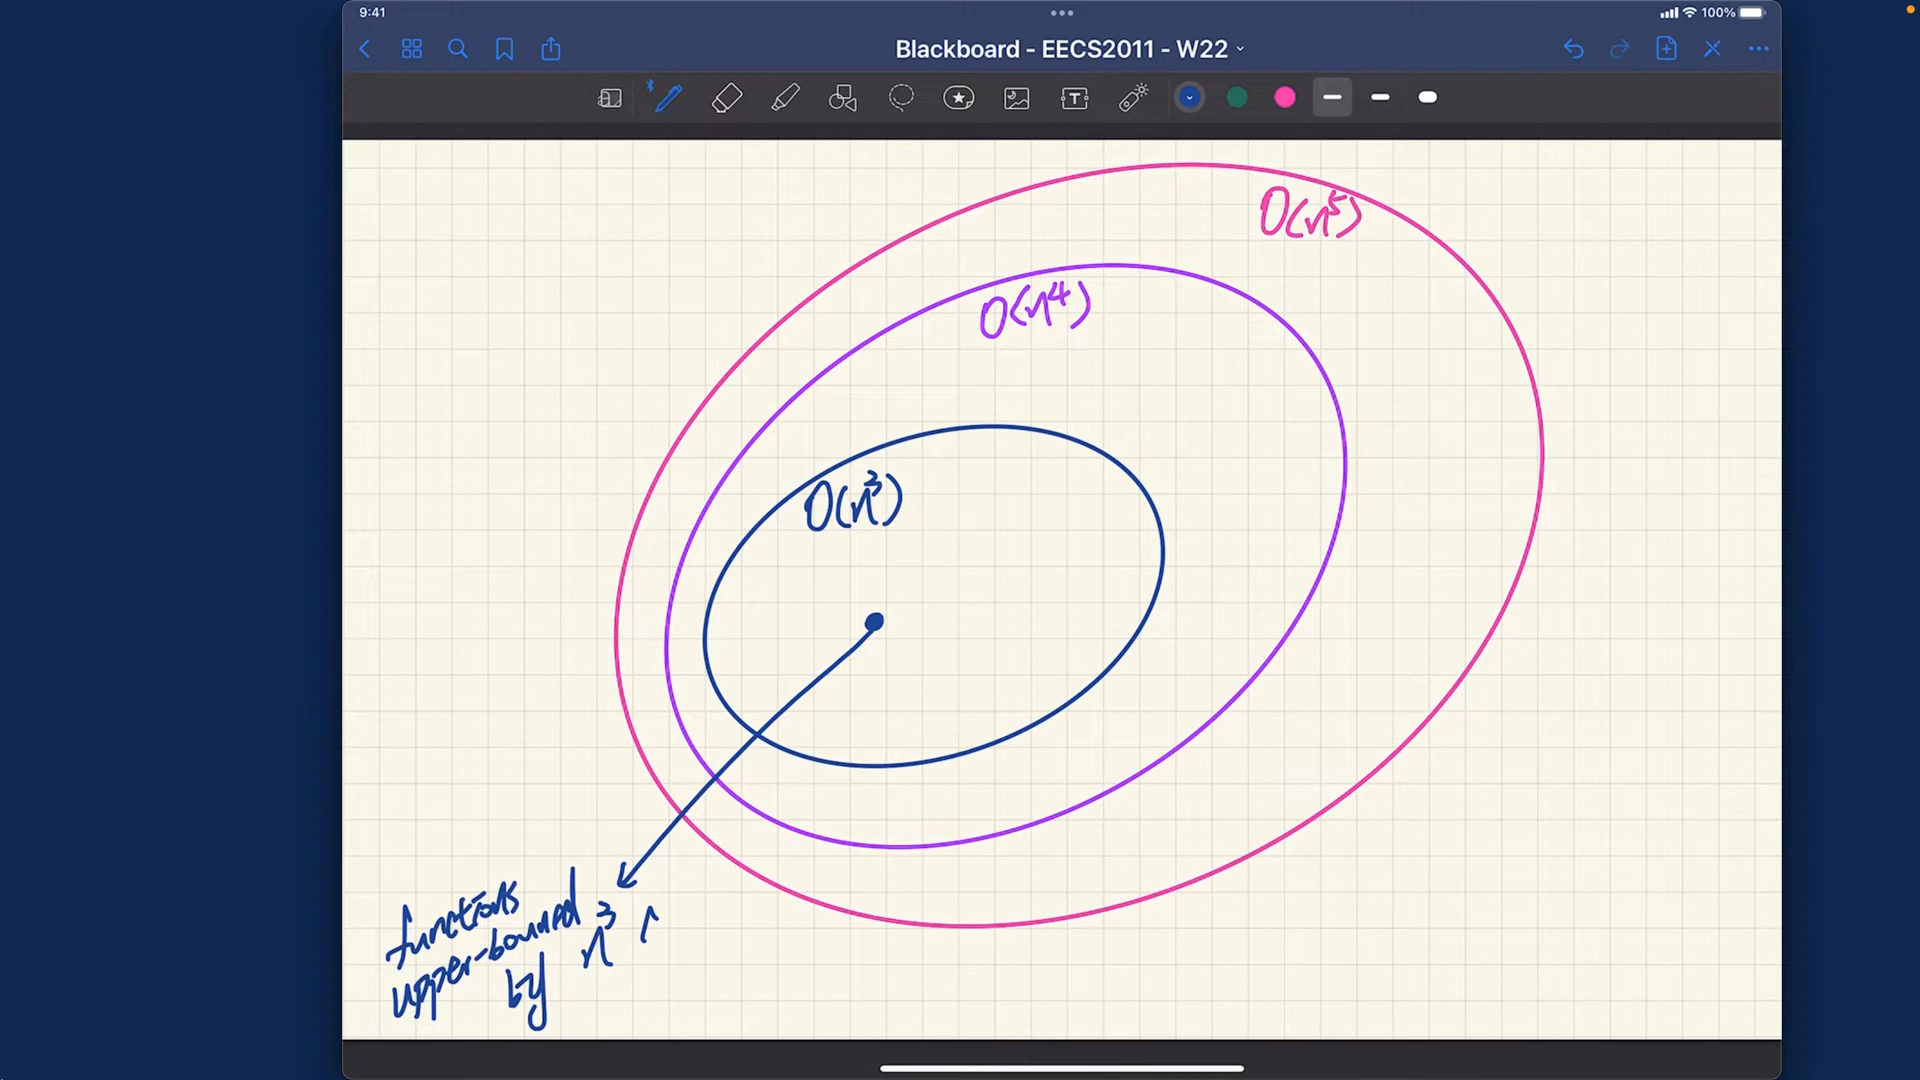 9:41
100%
Blackboard - EECS2011 - W22
O(n⁵)
O(n⁴)
O(n³)
functions
upper-bounded
by n³